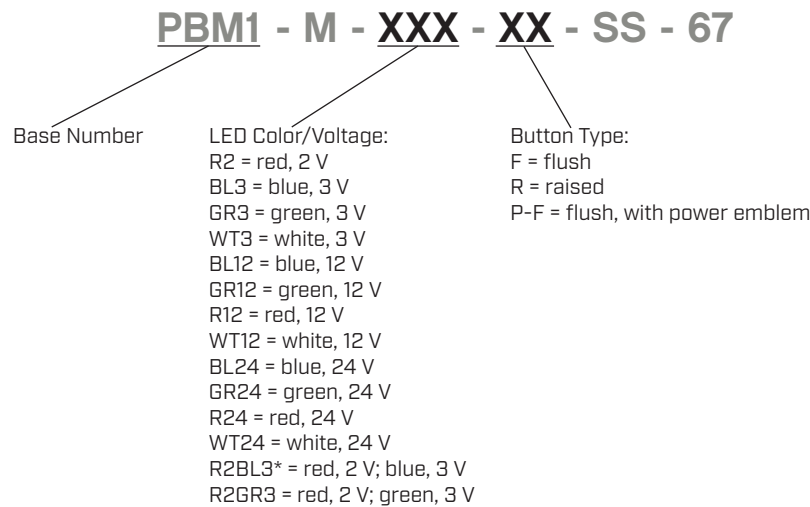 PBM1 - M - XXX - XX - SS - 67
Base Number
LED Color/Voltage:
R2 = red, 2 V
BL3 = blue, 3 V
GR3 = green, 3 V
WT3 = white, 3 V
BL12 = blue, 12 V
GR12 = green, 12 V
R12 = red, 12 V
WT12 = white, 12 V
BL24 = blue, 24 V
GR24 = green, 24 V
R24 = red, 24 V
WT24 = white, 24 V
R2BL3* = red, 2 V; blue, 3 V
R2GR3 = red, 2 V; green, 3 V
Button Type:
F = flush
R = raised
P-F = flush, with power emblem